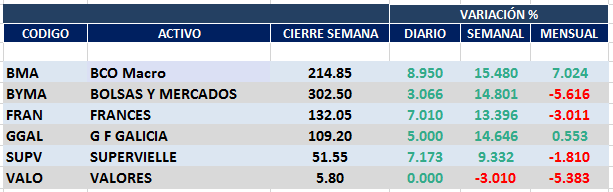 VARIACIÓN %
CODIGO ACTIVO CIERRE SEMANA DIARIO SEMANAL MENSUAL
BMA BCO Macro 214.85 8.950 15.480 7.024
BYMA BOLSAS Y MERCADOS 302.50 3.066 14.801 -5.616
FRAN FRANCES 132.05 7.010 13.396 -3.011
GGAL G F GALICIA 109.20 5.000 14.646 0.553
SUPV SUPERVIELLE 51.55 7.173 9.332 -1.810
VALO VALORES 5.80 0.000 -3.010 -5.383